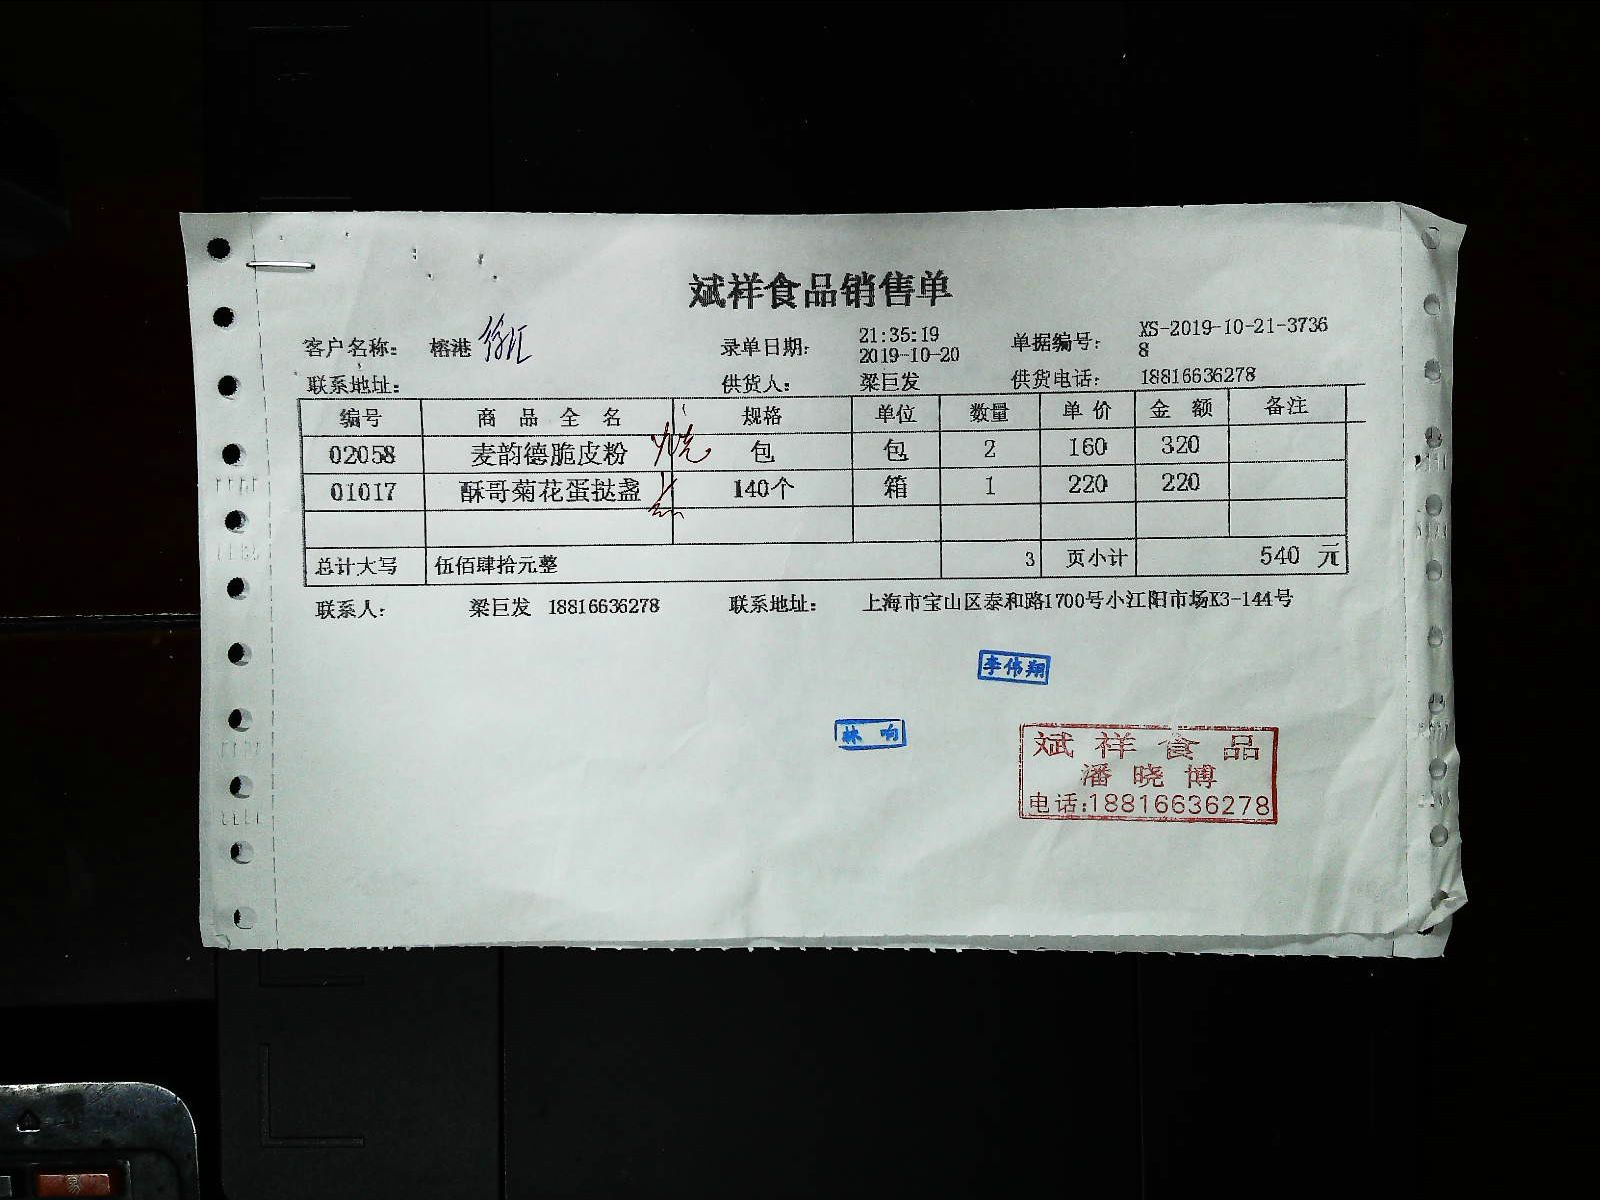 斌祥食品销售单
客户名称： 榕港 徐汇 录单日期： 21:35:19 2019-10-20 单据编号： XS-2019-10-21-37368
联系地址： 供货人： 梁巨发 供货电话： 18816636278
编号 商品全名 规格 单位 数量 单价 金额 备注
02058 麦韵德脆皮粉 包 包 2 160 320
01017 酥哥菊花蛋挞盏 140个 箱 1 220 220
总计大写 伍佰肆拾元整 3 页小计 540 元
联系人： 梁巨发 18816636278 联系地址： 上海市宝山区泰和路1700号小江阳市场K3-144号
李伟翔
林响
斌祥食品
潘晓博
电话:18816636278